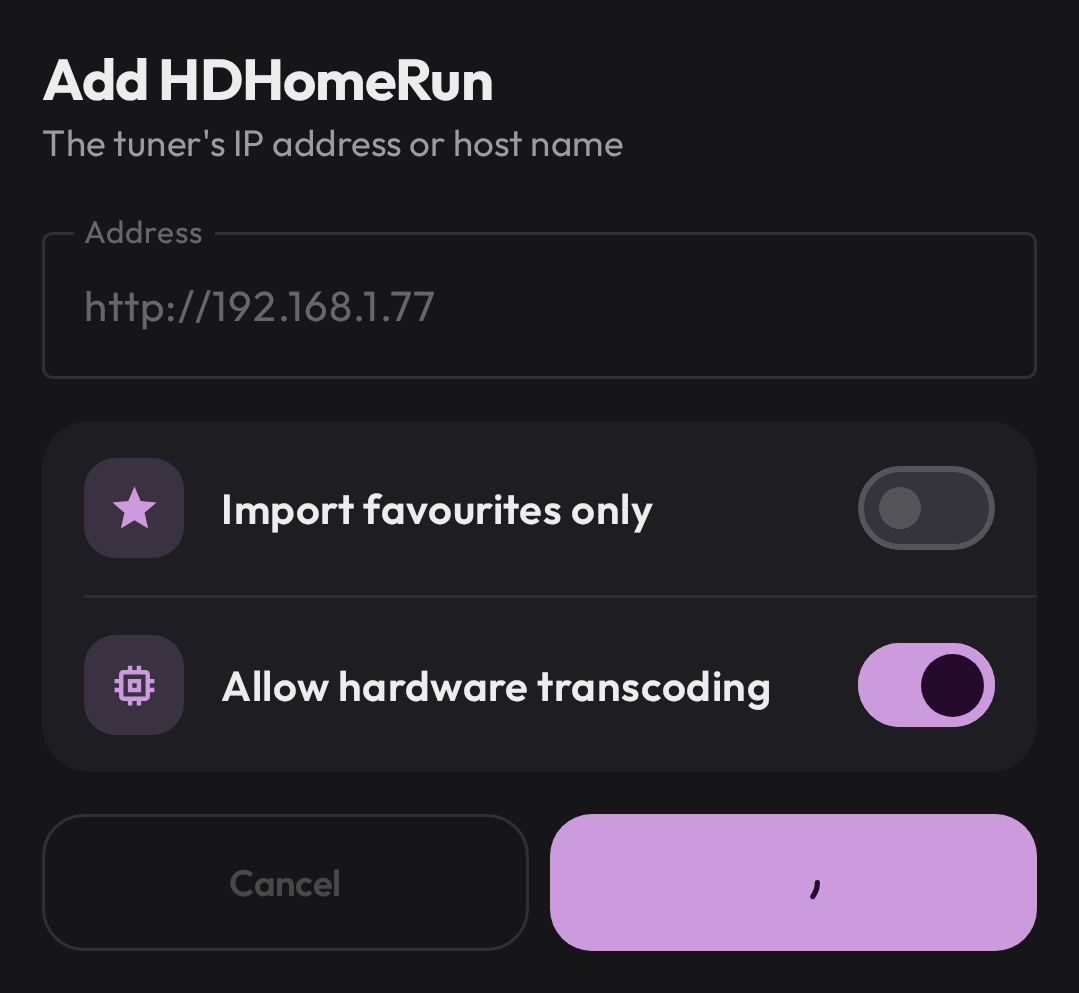 Add HDHomeRun
The tuner's IP address or host name
Address
http://192.168.1.77
Import favourites only
Allow hardware transcoding
Cancel